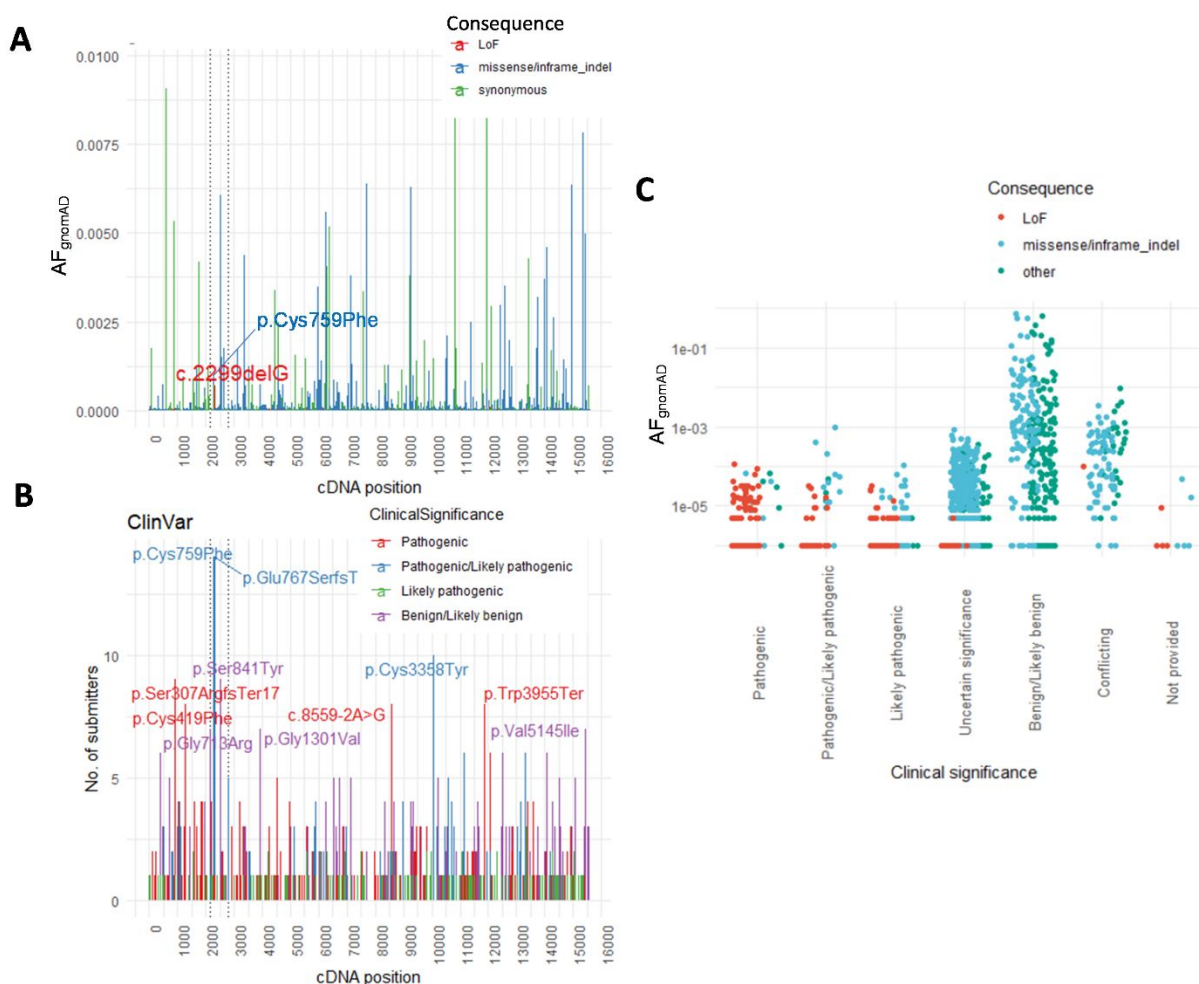 A
Consequence
a LoF
a missense/inframe_indel
a synonymous
0.0100
0.0075
0.0050
0.0025
0.0000
AFgnomAD
p.Cys759Phe
c.2299delG
0 1000 2000 3000 4000 5000 6000 7000 8000 9000 10000 11000 12000 13000 14000 15000 16000
cDNA position
B
ClinVar
ClinicalSignificance
a Pathogenic
a Pathogenic/Likely pathogenic
a Likely pathogenic
a Benign/Likely benign
p.Cys759Phe
p.Glu767SerfsT
p.Ser841Tyr
p.Cys3358Tyr
p.Ser307ArgfsTer17
p.Trp3955Ter
p.Cys419Phe
c.8559-2A>G
p.Gly713Arg
p.Gly1301Val
p.Val5145Ile
10
5
0
No. of submitters
0 1000 2000 3000 4000 5000 6000 7000 8000 9000 10000 11000 12000 13000 14000 15000 16000
cDNA position
C
Consequence
LoF
missense/inframe_indel
other
1e-01
1e-03
1e-05
AFgnomAD
Pathogenic
Pathogenic/Likely pathogenic
Likely pathogenic
Uncertain significance
Benign/Likely benign
Conflicting
Not provided
Clinical significance